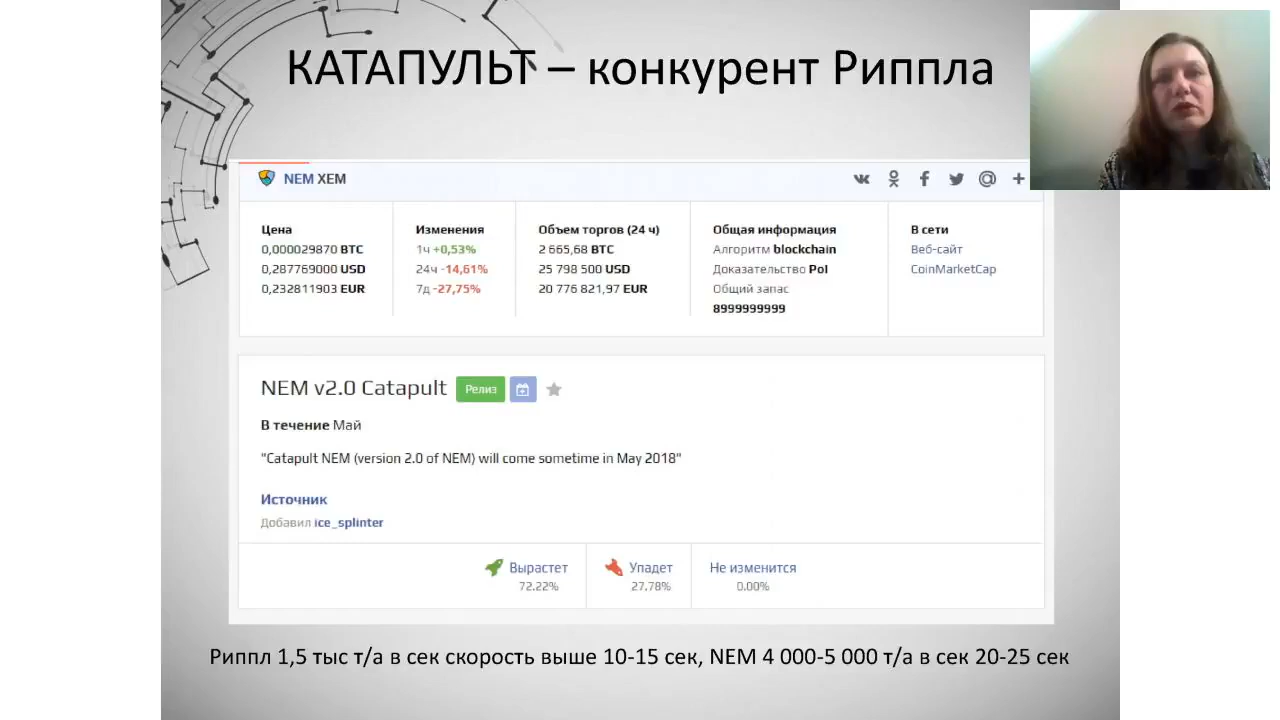 КАТАПУЛЬТ – конкурент Риппла
NEM XEM
Цена
0,000029870 BTC
0,287769000 USD
0,232811903 EUR
Изменения
1ч +0,53%
24ч -14,61%
7д -27,75%
Объем торгов (24 ч)
2 665,68 BTC
25 798 500 USD
20 776 821,97 EUR
Общая информация
Алгоритм blockchain
Доказательство PoI
Общий запас
8999999999
В сети
Веб-сайт
CoinMarketCap
NEM v2.0 Catapult Релиз
В течение Май
"Catapult NEM (version 2.0 of NEM) will come sometime in May 2018"
Источник
Добавил ice_splinter
Вырастет
72.22%
Упадет
27.78%
Не изменится
0.00%
Риппл 1,5 тыс т/а в сек скорость выше 10-15 сек, NEM 4 000-5 000 т/а в сек 20-25 сек